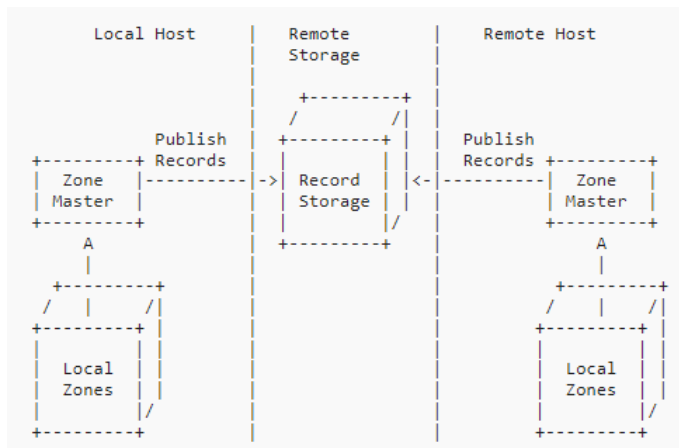 Local Host | Remote | Remote Host
| Storage |
| |
| +---------+ |
| / /| |
Publish | +---------+ | | Publish
+---------+ Records | | | | | Records +---------+
| Zone |----------|->| Record | |<-|----------| Zone |
| Master | | | Storage | | | | Master |
+---------+ | | |/ | +---------+
A | +---------+ | A
| | | |
+---------+ | | +---------+
/ | /| | | / | /|
+---------+ | | | +---------+ |
| | | | | | | |
| Local | | | | | Local | |
| Zones | | | | | Zones | |
| |/ | | | |/
+---------+ | | +---------+